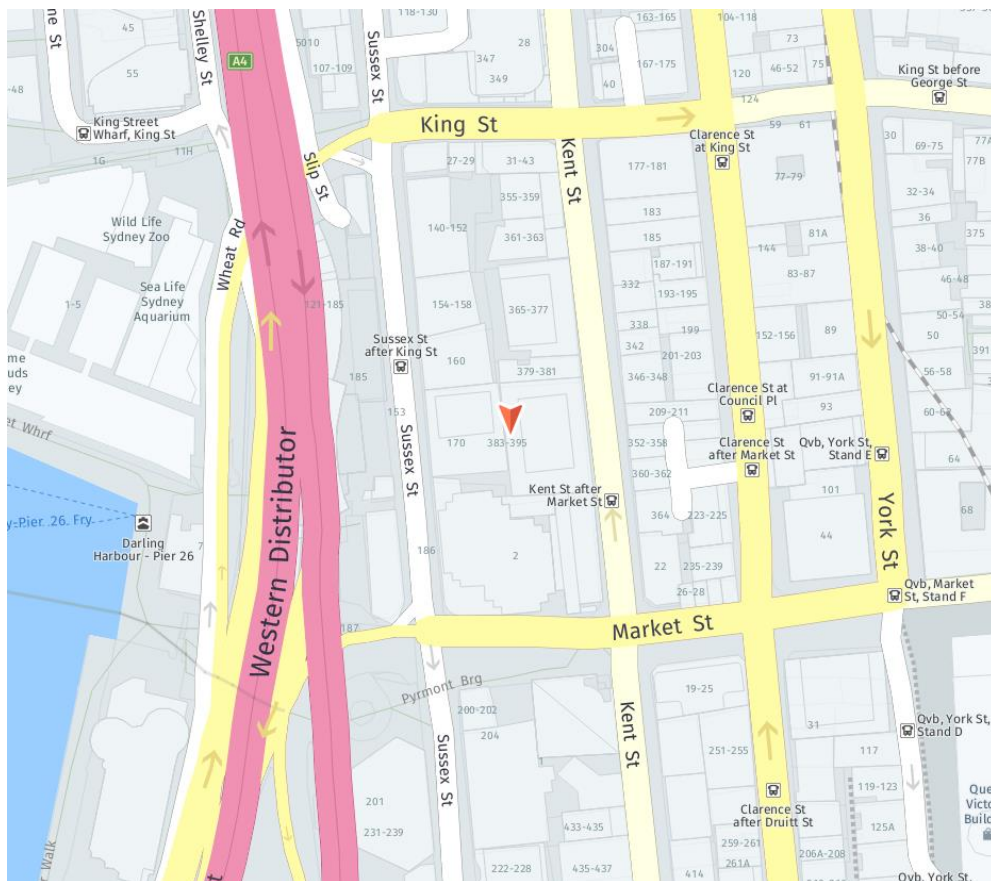 118-130
163-165
104-118
45
Shelley St
Sussex St
5010
28
304
73
55
A4
107-109
347
349
167-175
40
120
46-52
75
King St before
George St
-48
124
King Street
Wharf, King St
King St
59
61
30
77A
1G
11H
Slip St
27-29
31-43
Kent St
Clarence St
at King St
69-75
77B
177-181
77-79
355-359
32-34
Wild Life
Sydney Zoo
Wheat Rd
140-152
183
36
361-363
185
144
81A
38-40
375
187-191
83-87
Sea Life
Sydney
Aquarium
1-5
121-185
154-158
365-377
332
193-195
46-48
50-54
338
199
152-156
89
50
Sussex St
after King St
342
201-203
391
160
379-381
346-348
91-91A
56-58
185
Clarence St at
Council Pl
153
209-211
93
170
383-395
352-358
Clarence St
after Market St
Qvb, York St,
Stand E
64
360-362
Sussex St
Kent St after
Market St
101
York St
68
364
223-225
44
Western Distributor
Darling
Harbour - Pier 26
7
186
2
22
235-239
26-28
Qvb, Market
St, Stand F
187
Market St
Pyrmont Brg
19-25
200-202
204
Kent St
31
Qvb, York St,
Stand D
251-255
117
Sussex St
1
119-123
201
Clarence St
after Druitt St
231-239
433-435
125A
259-261
261A
206A-208
222-228
435-437
414
Qvb, York St,